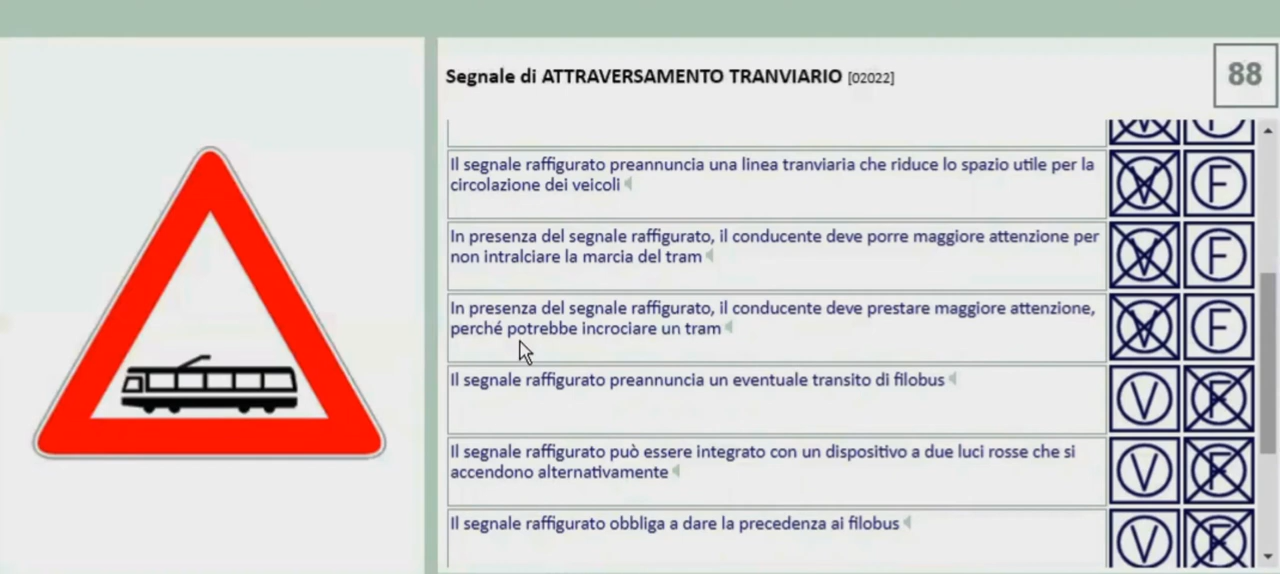 Segnale di ATTRAVERSAMENTO TRANVIARIO [02022]
88
Il segnale raffigurato preannuncia una linea tranviaria che riduce lo spazio utile per la
circolazione dei veicoli
V F
In presenza del segnale raffigurato, il conducente deve porre maggiore attenzione per
non intralciare la marcia del tram
V F
In presenza del segnale raffigurato, il conducente deve prestare maggiore attenzione,
perché potrebbe incrociare un tram
V F
Il segnale raffigurato preannuncia un eventuale transito di filobus
V F
Il segnale raffigurato può essere integrato con un dispositivo a due luci rosse che si
accendono alternativamente
V F
Il segnale raffigurato obbliga a dare la precedenza ai filobus
V F